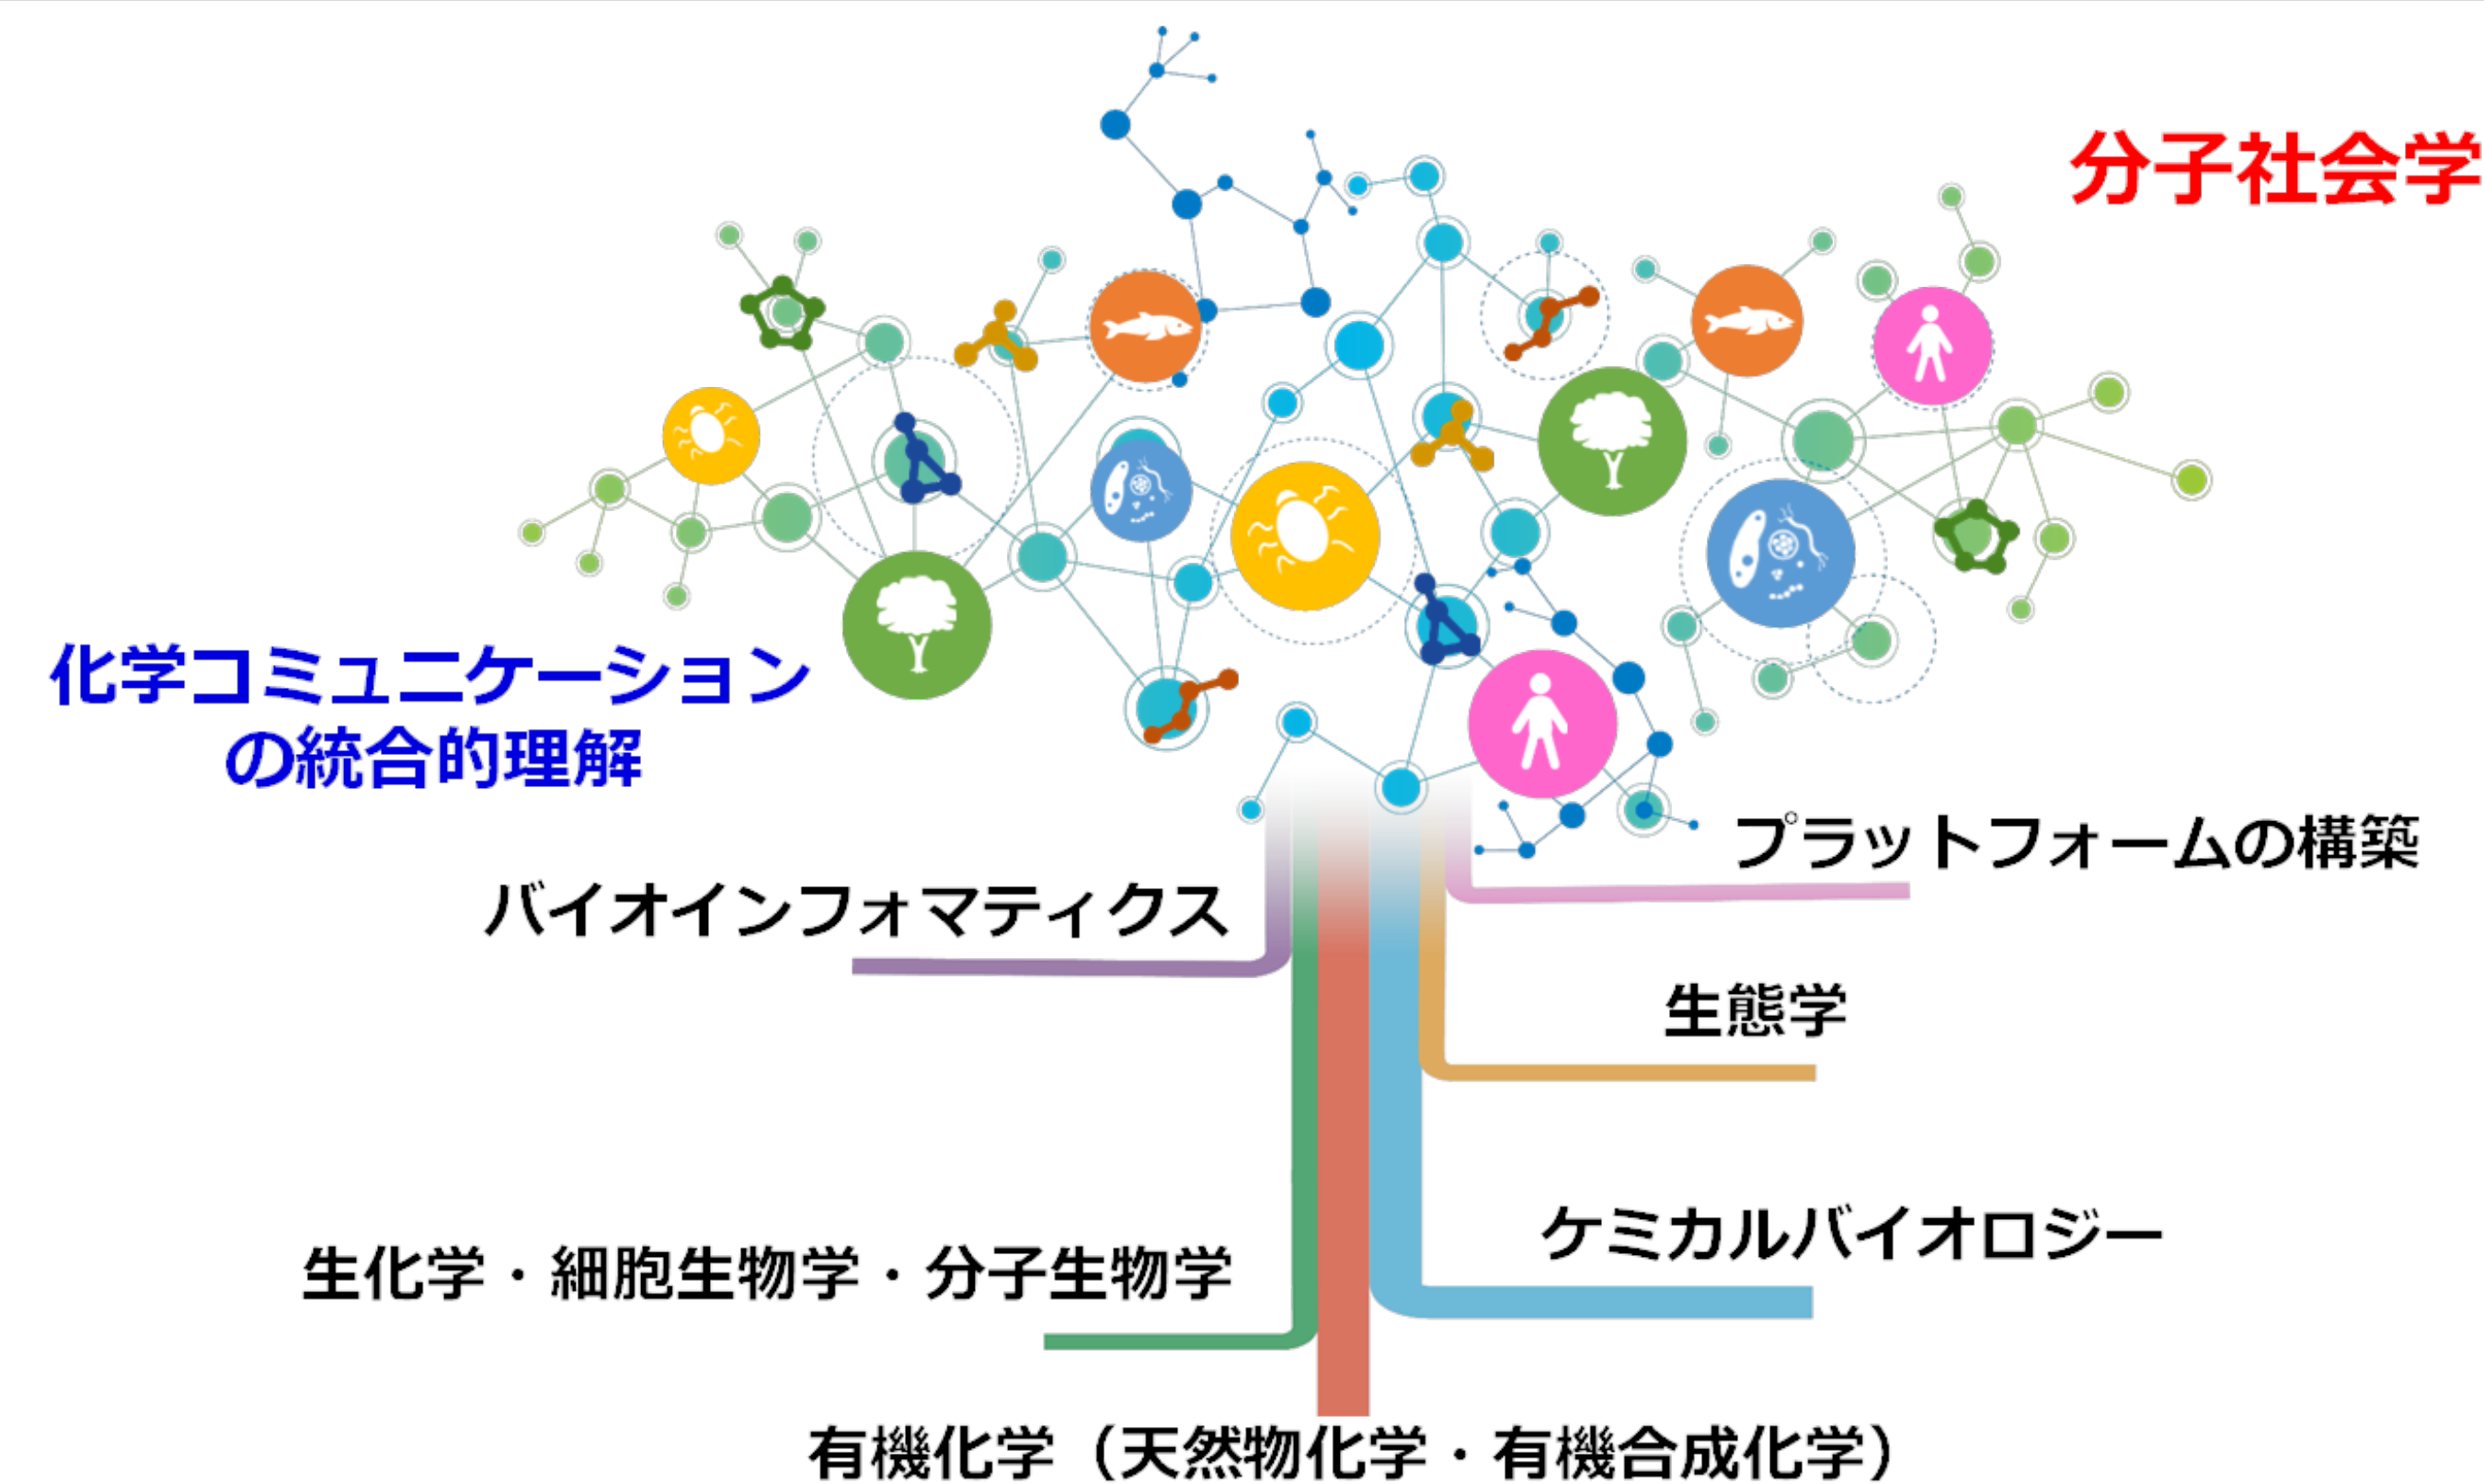 分子社会学
化学コミュニケーション
の統合的理解
プラットフォームの構築
バイオインフォマティクス
生態学
ケミカルバイオロジー
生化学・細胞生物学・分子生物学
有機化学（天然物化学・有機合成化学）